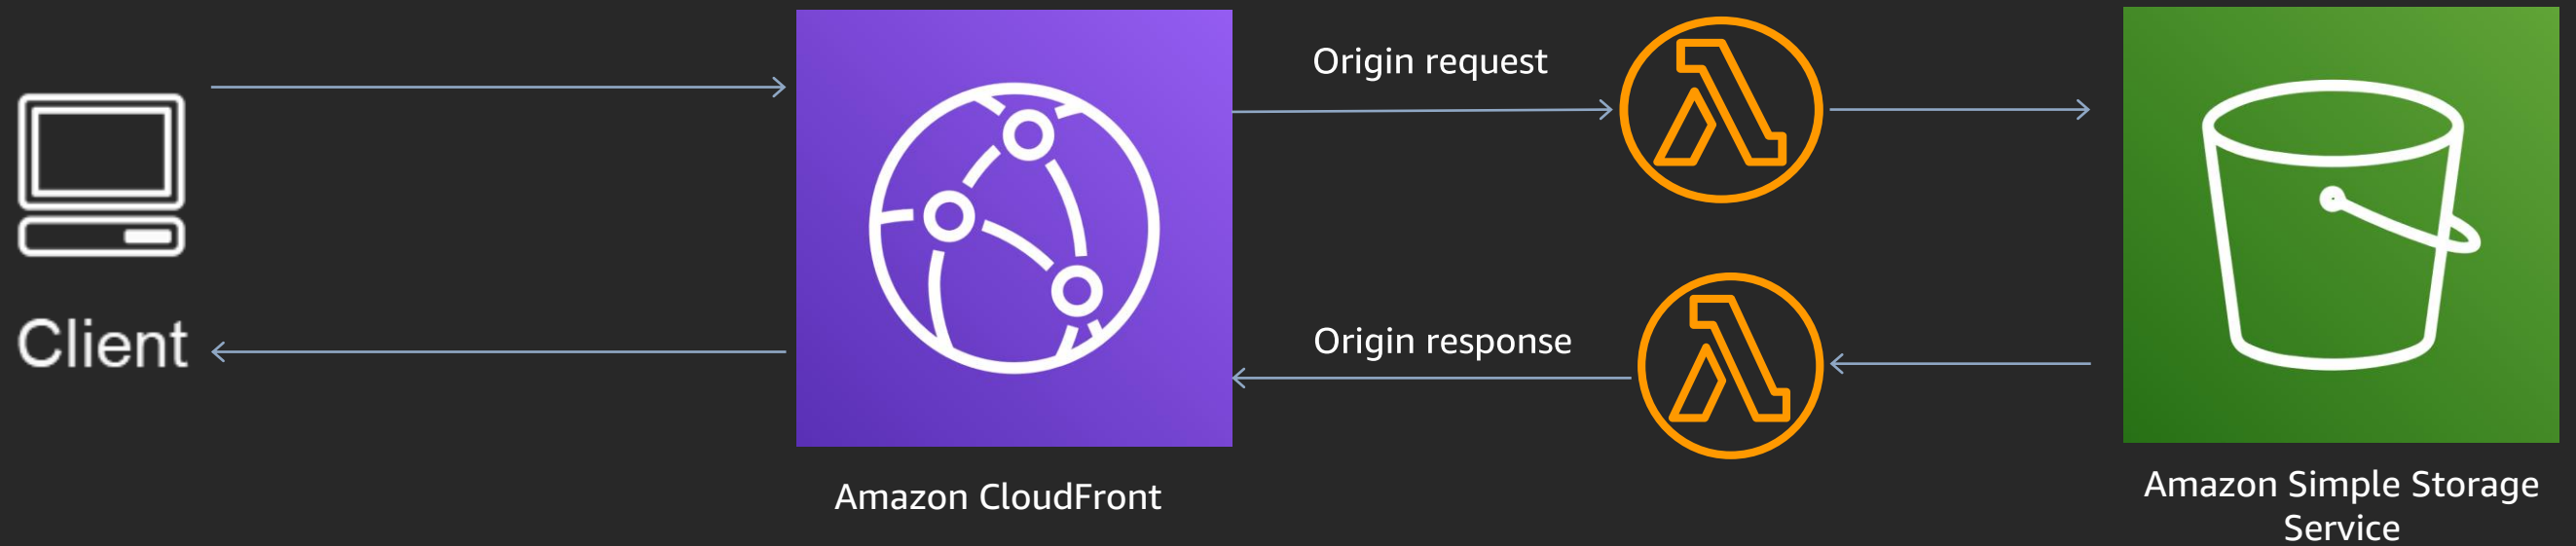 Origin request
Client
Origin response
Amazon CloudFront
Amazon Simple Storage
Service